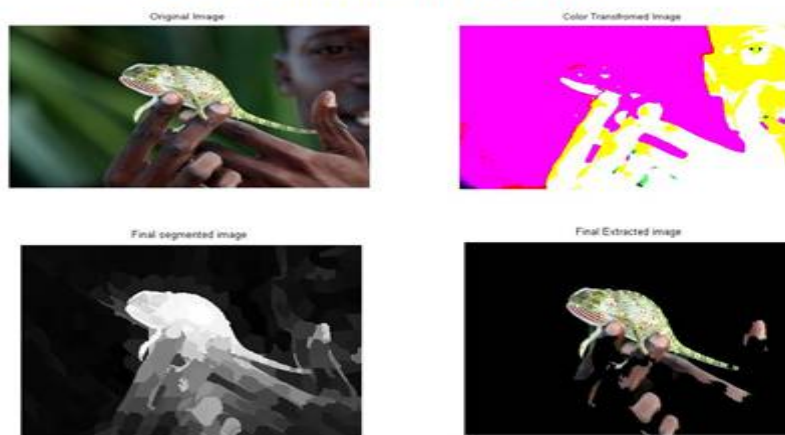 Original Image
Color Transfromed Image
Final segmented image
Final Extracted image